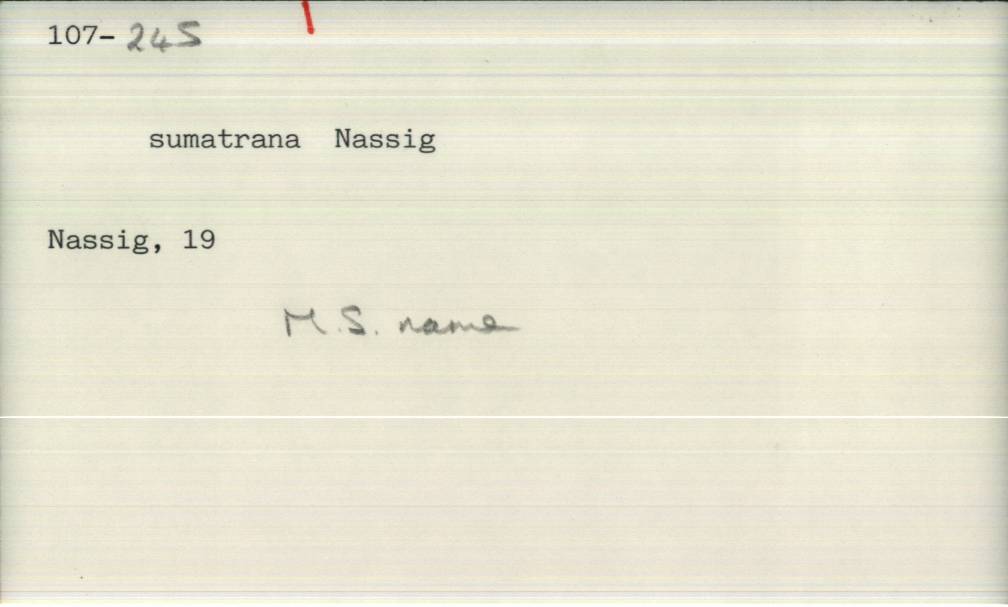 107-245
sumatrana Nassig
Nassig, 19
M.S. name